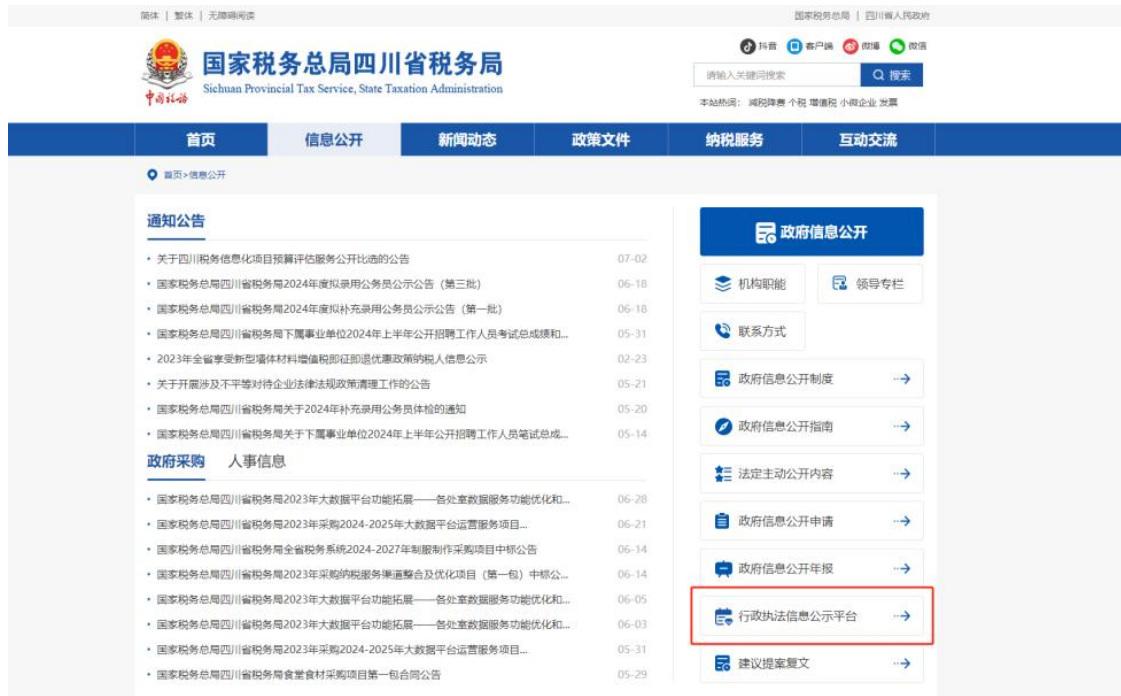 简体 | 繁体 | 无障碍阅读
国家税务总局 | 四川省人民政府
中国税务
国家税务总局四川省税务局
Sichuan Provincial Tax Service, State Taxation Administration
抖音 客户端 微博 微信
请输入关键词搜索 搜索
本站热词: 减税降费 个税 增值税 小微企业 发票
首页 信息公开 新闻动态 政策文件 纳税服务 互动交流
首页>信息公开
通知公告
关于四川税务信息化项目预算评估服务公开比选的公告 07-02
国家税务总局四川省税务局2024年度拟录用公务员公示公告（第三批） 06-18
国家税务总局四川省税务局2024年度拟补充录用公务员公示公告（第一批） 06-18
国家税务总局四川省税务局下属事业单位2024年上半年公开招聘工作人员考试总成绩和... 05-31
2023年全省享受新型墙体材料增值税即征即退优惠政策纳税人信息公示 02-23
关于开展涉及不平等对待企业法律法规政策清理工作的公告 05-21
国家税务总局四川省税务局关于2024年补充录用公务员体检的通知 05-20
国家税务总局四川省税务局关于下属事业单位2024年上半年公开招聘工作人员笔试总成... 05-14
政府采购 人事信息
国家税务总局四川省税务局2023年大数据平台功能拓展——各处室数据服务功能优化和... 06-28
国家税务总局四川省税务局2023年采购2024-2025年大数据平台运营服务项目... 06-21
国家税务总局四川省税务局全省税务系统2024-2027年制服制作采购项目中标公告 06-14
国家税务总局四川省税务局2023年采购纳税服务渠道整合及优化项目（第一包）中标公... 06-14
国家税务总局四川省税务局2023年大数据平台功能拓展——各处室数据服务功能优化和... 06-05
国家税务总局四川省税务局2023年大数据平台功能拓展——各处室数据服务功能优化和... 06-03
国家税务总局四川省税务局2023年采购2024-2025年大数据平台运营服务项目... 05-31
国家税务总局四川省税务局食堂食材采购项目第一包合同公告 05-29
政府信息公开
机构职能 领导专栏
联系方式
政府信息公开制度
政府信息公开指南
法定主动公开内容
政府信息公开申请
政府信息公开年报
行政执法信息公示平台
建议提案复文